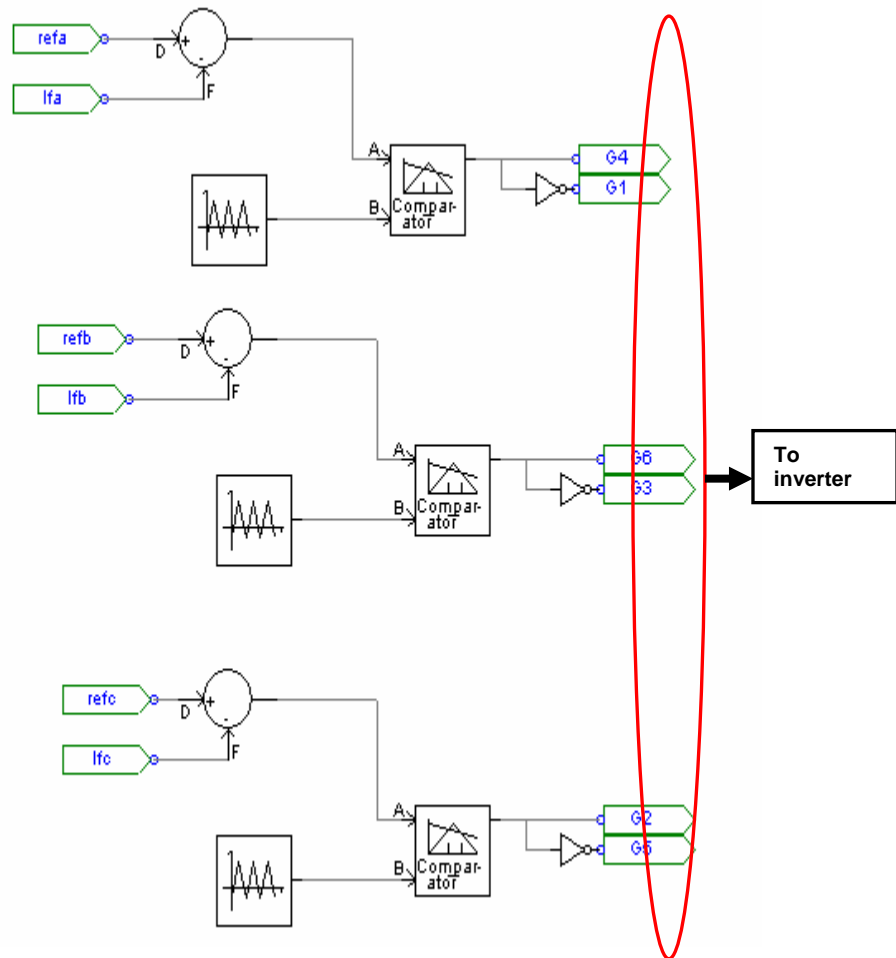 refa
D
+
-
Ifa
F
A
G4
G1
B
Compar-
ator
refb
D
+
-
Ifb
F
A
G6
G3
B
Compar-
ator
To
inverter
refc
D
+
-
Ifc
F
A
G2
G5
B
Compar-
ator